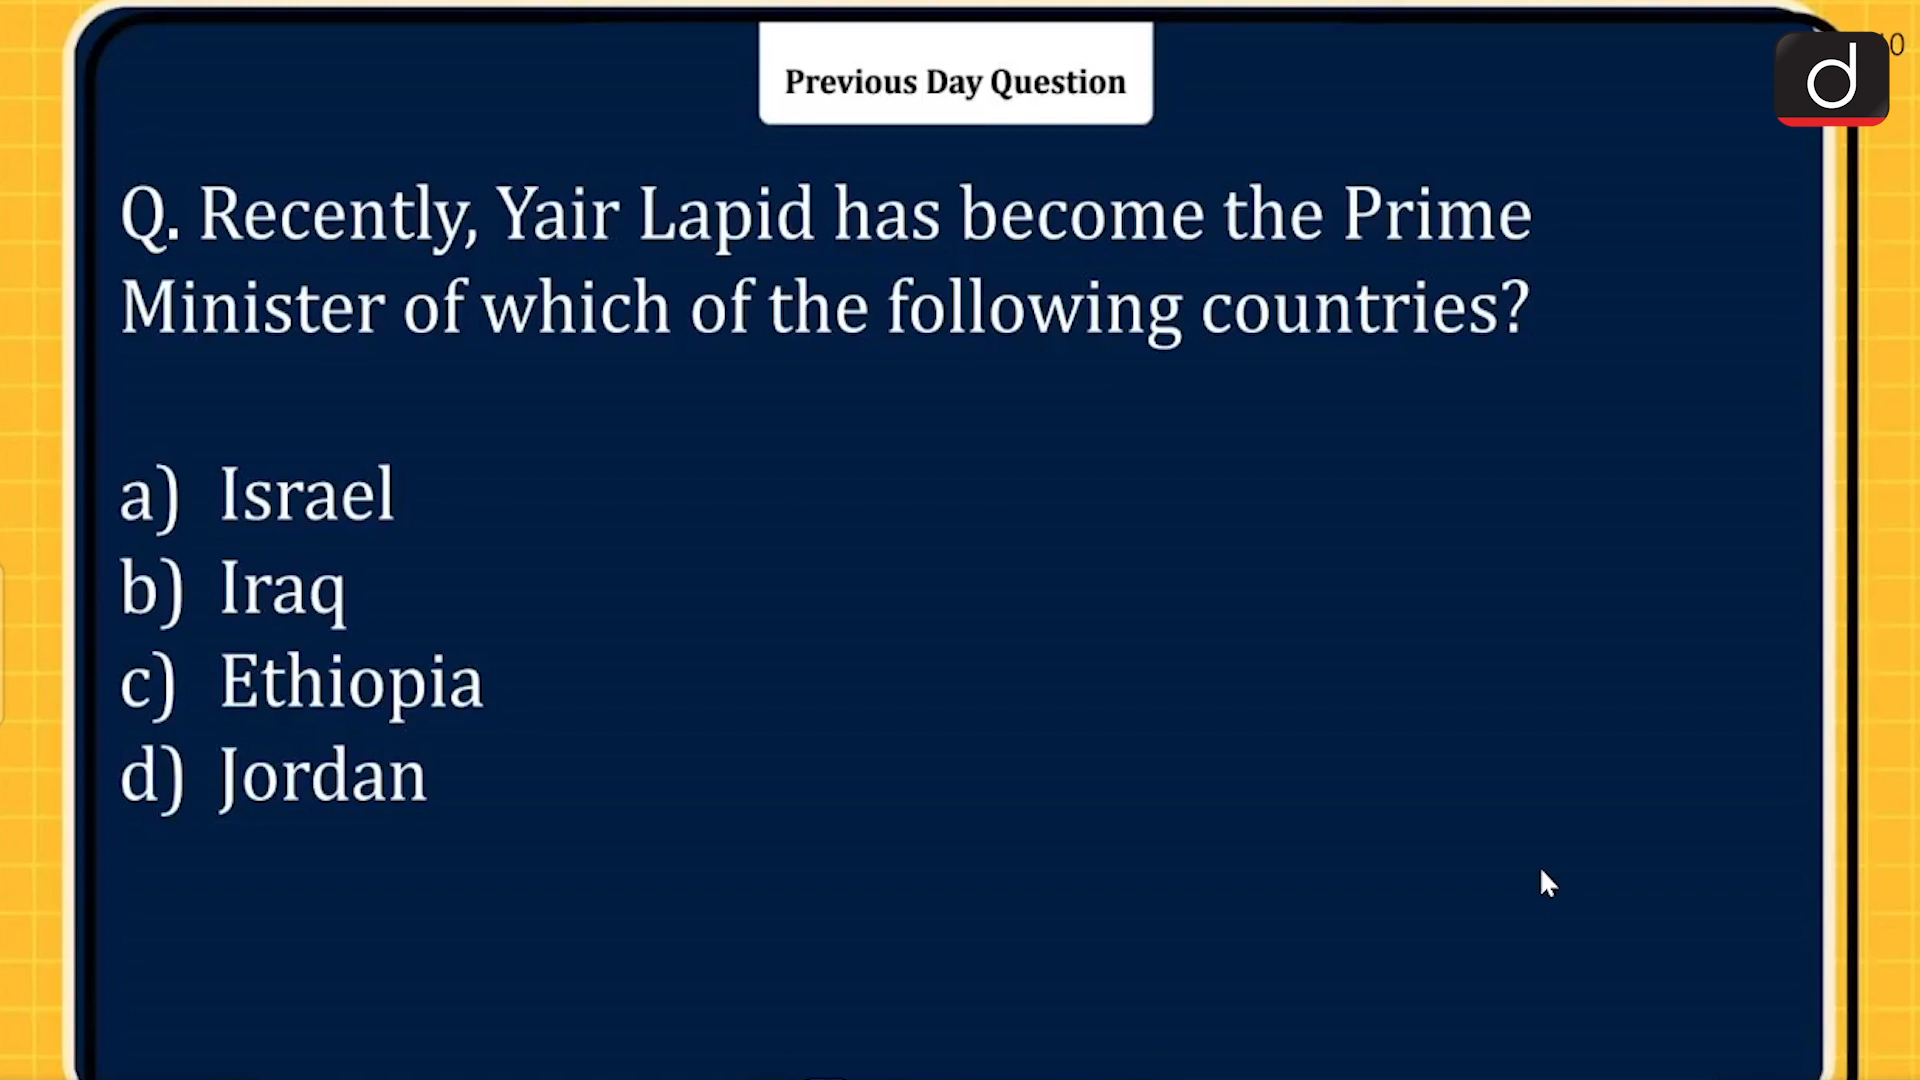 Previous Day Question
d
Q. Recently, Yair Lapid has become the Prime
Minister of which of the following countries?
a) Israel
b) Iraq
c) Ethiopia
d) Jordan